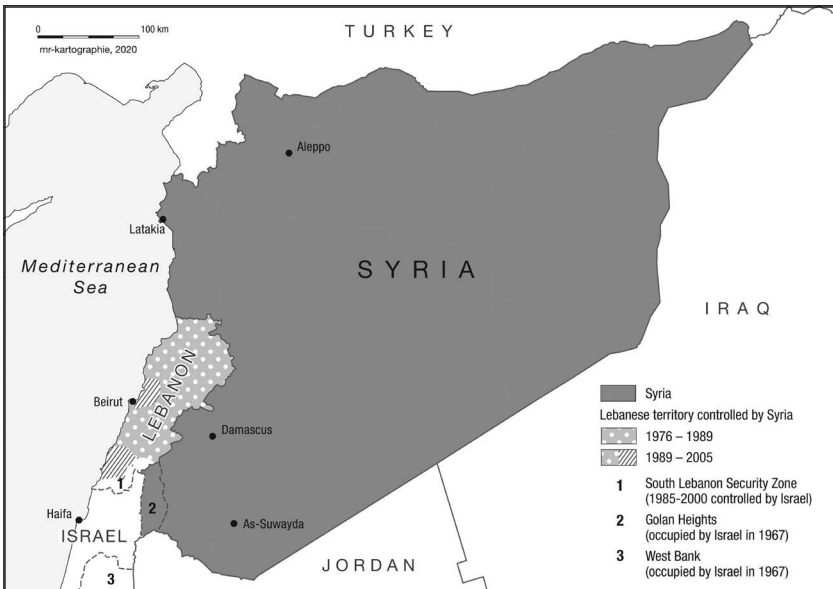 0 100 km
mr-kartographie, 2020
TURKEY
Aleppo
Latakia
Mediterranean
Sea
SYRIA
IRAQ
LEBANON
Beirut
Damascus
1
2
Haifa
ISRAEL
As-Suwayda
3
JORDAN
Syria
Lebanese territory controlled by Syria
1976 – 1989
1989 – 2005
1 South Lebanon Security Zone
(1985-2000 controlled by Israel)
2 Golan Heights
(occupied by Israel in 1967)
3 West Bank
(occupied by Israel in 1967)